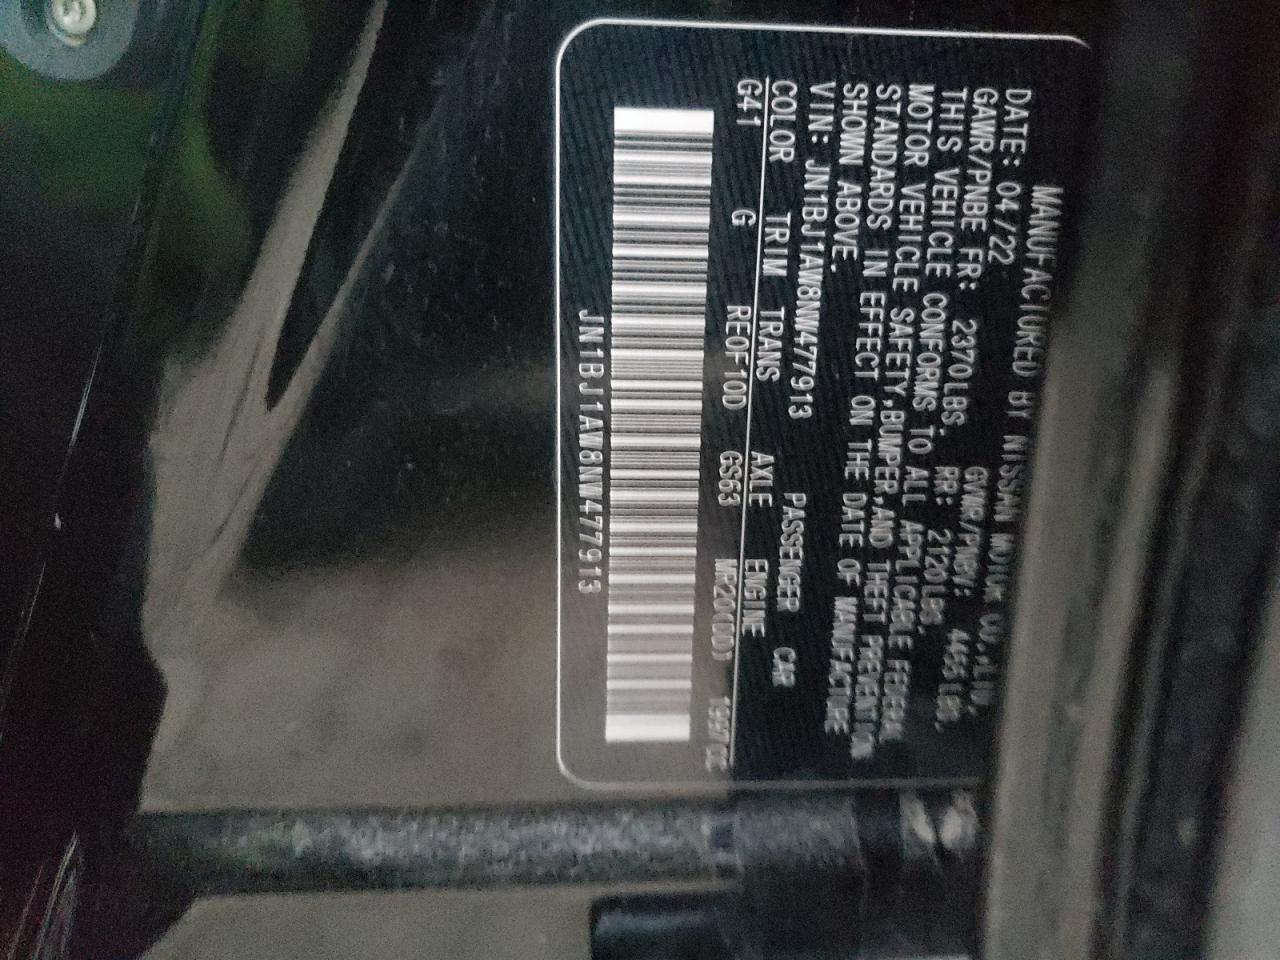 MANUFACTURED BY NISSAN MOTOR CO.,LTD.
DATE: 04/22 GVWR/PNBV: 4455 LBS.
GAWR/PNBE FR: 2370LBS. RR: 2120LBS.
THIS VEHICLE CONFORMS TO ALL APPLICABLE FEDERAL
MOTOR VEHICLE SAFETY,BUMPER,AND THEFT PREVENTION
STANDARDS IN EFFECT ON THE DATE OF MANUFACTURE
SHOWN ABOVE.
VIN: JN1BJ1AW8NW477913 PASSENGER CAR
COLOR TRIM TRANS AXLE ENGINE
G41 G REOF10D GS63 MR20(DD) 1997CC
JN1BJ1AW8NW477913